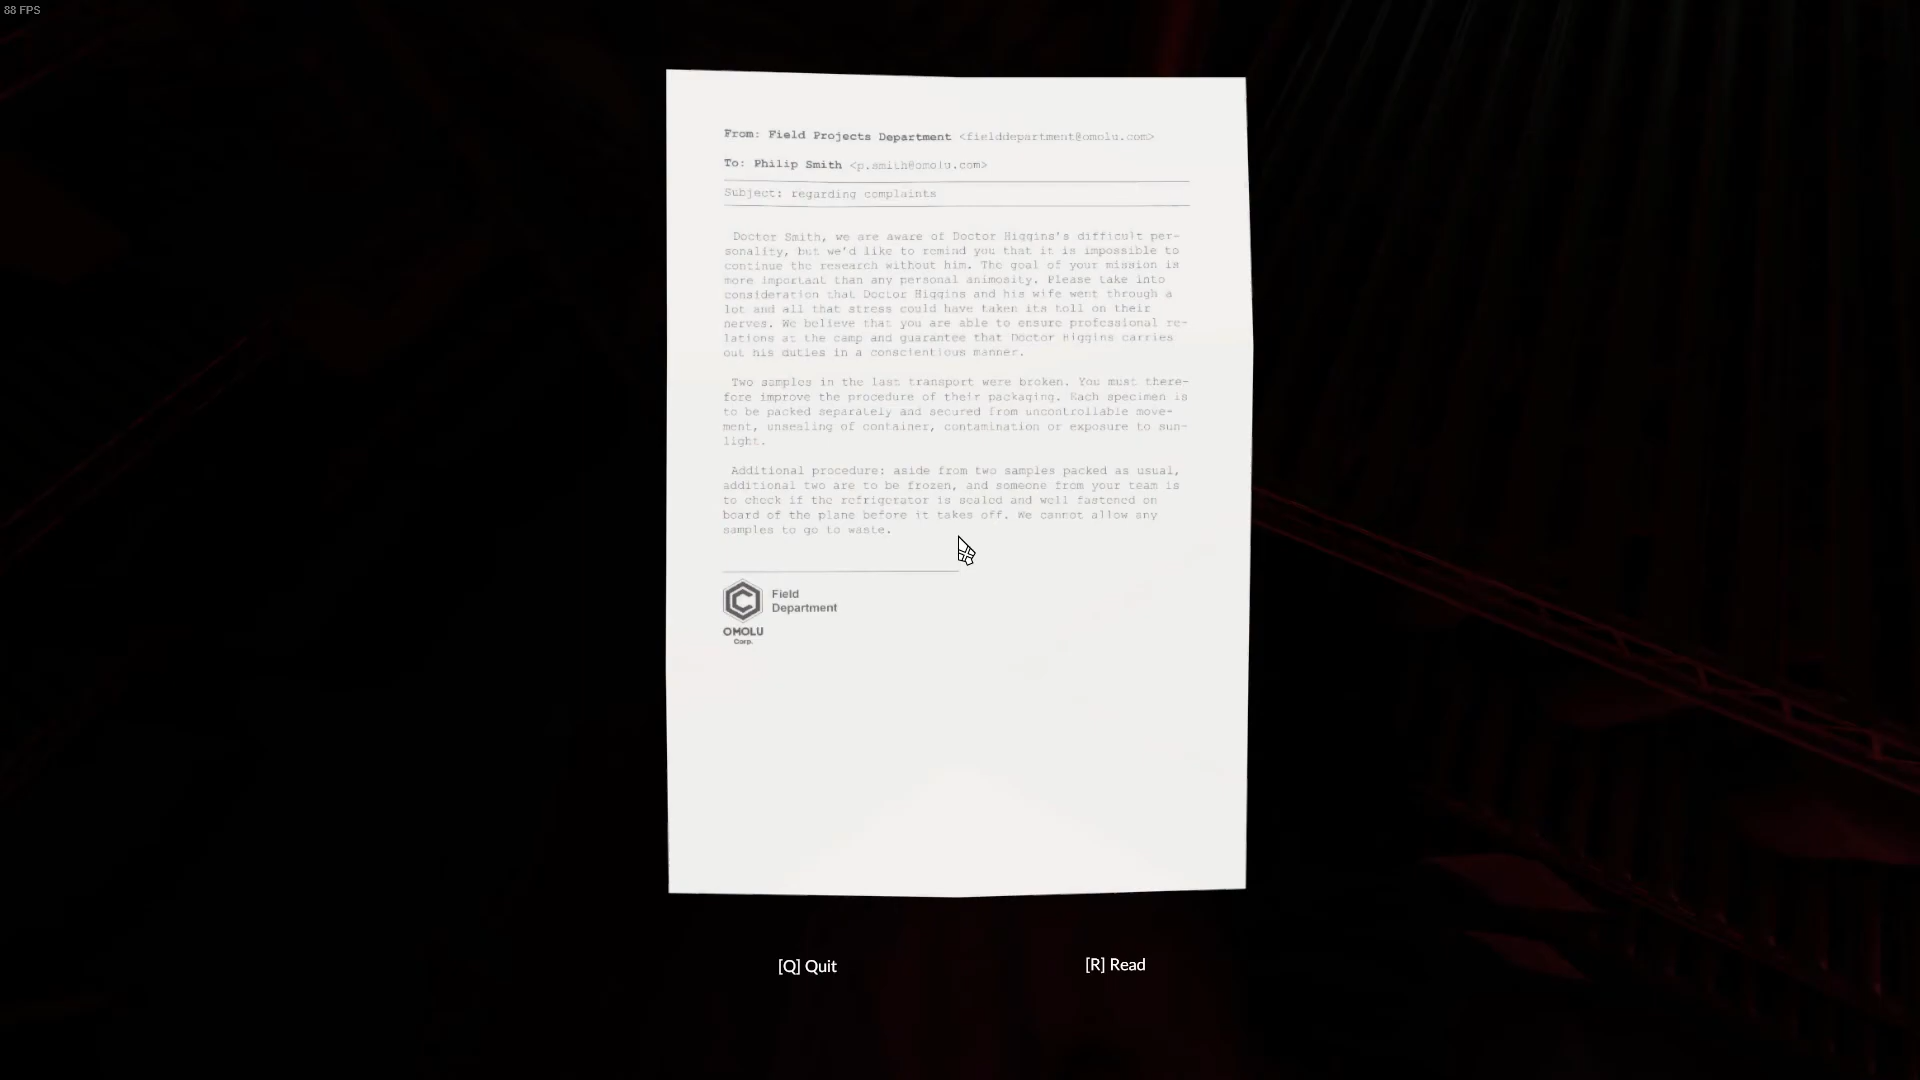 88 FPS
From: Field Projects Department <fielddepartment@omolu.com>
To: Philip Smith <p.smith@omolu.com>
Subject: regarding complaints
Doctor Smith, we are aware of Doctor Higgins's difficult per-
sonality, but we'd like to remind you that it is impossible to
continue the research without him. The goal of your mission is
more important than any personal animosity. Please take into
consideration that Doctor Higgins and his wife went through a
lot and all that stress could have taken its toll on their
nerves. We believe that you are able to ensure professional re-
lations at the camp and guarantee that Doctor Higgins carries
out his duties in a conscientious manner.
Two samples in the last transport were broken. You must there-
fore improve the procedure of their packaging. Each specimen is
to be packed separately and secured from uncontrollable move-
ment, unsealing of container, contamination or exposure to sun-
light.
Additional procedure: aside from two samples packed as usual,
additional two are to be frozen, and someone from your team is
to check if the refrigerator is sealed and well fastened on
board of the plane before it takes off. We cannot allow any
samples to go to waste.
Field
Department
OMOLU
Corp.
[Q] Quit
[R] Read